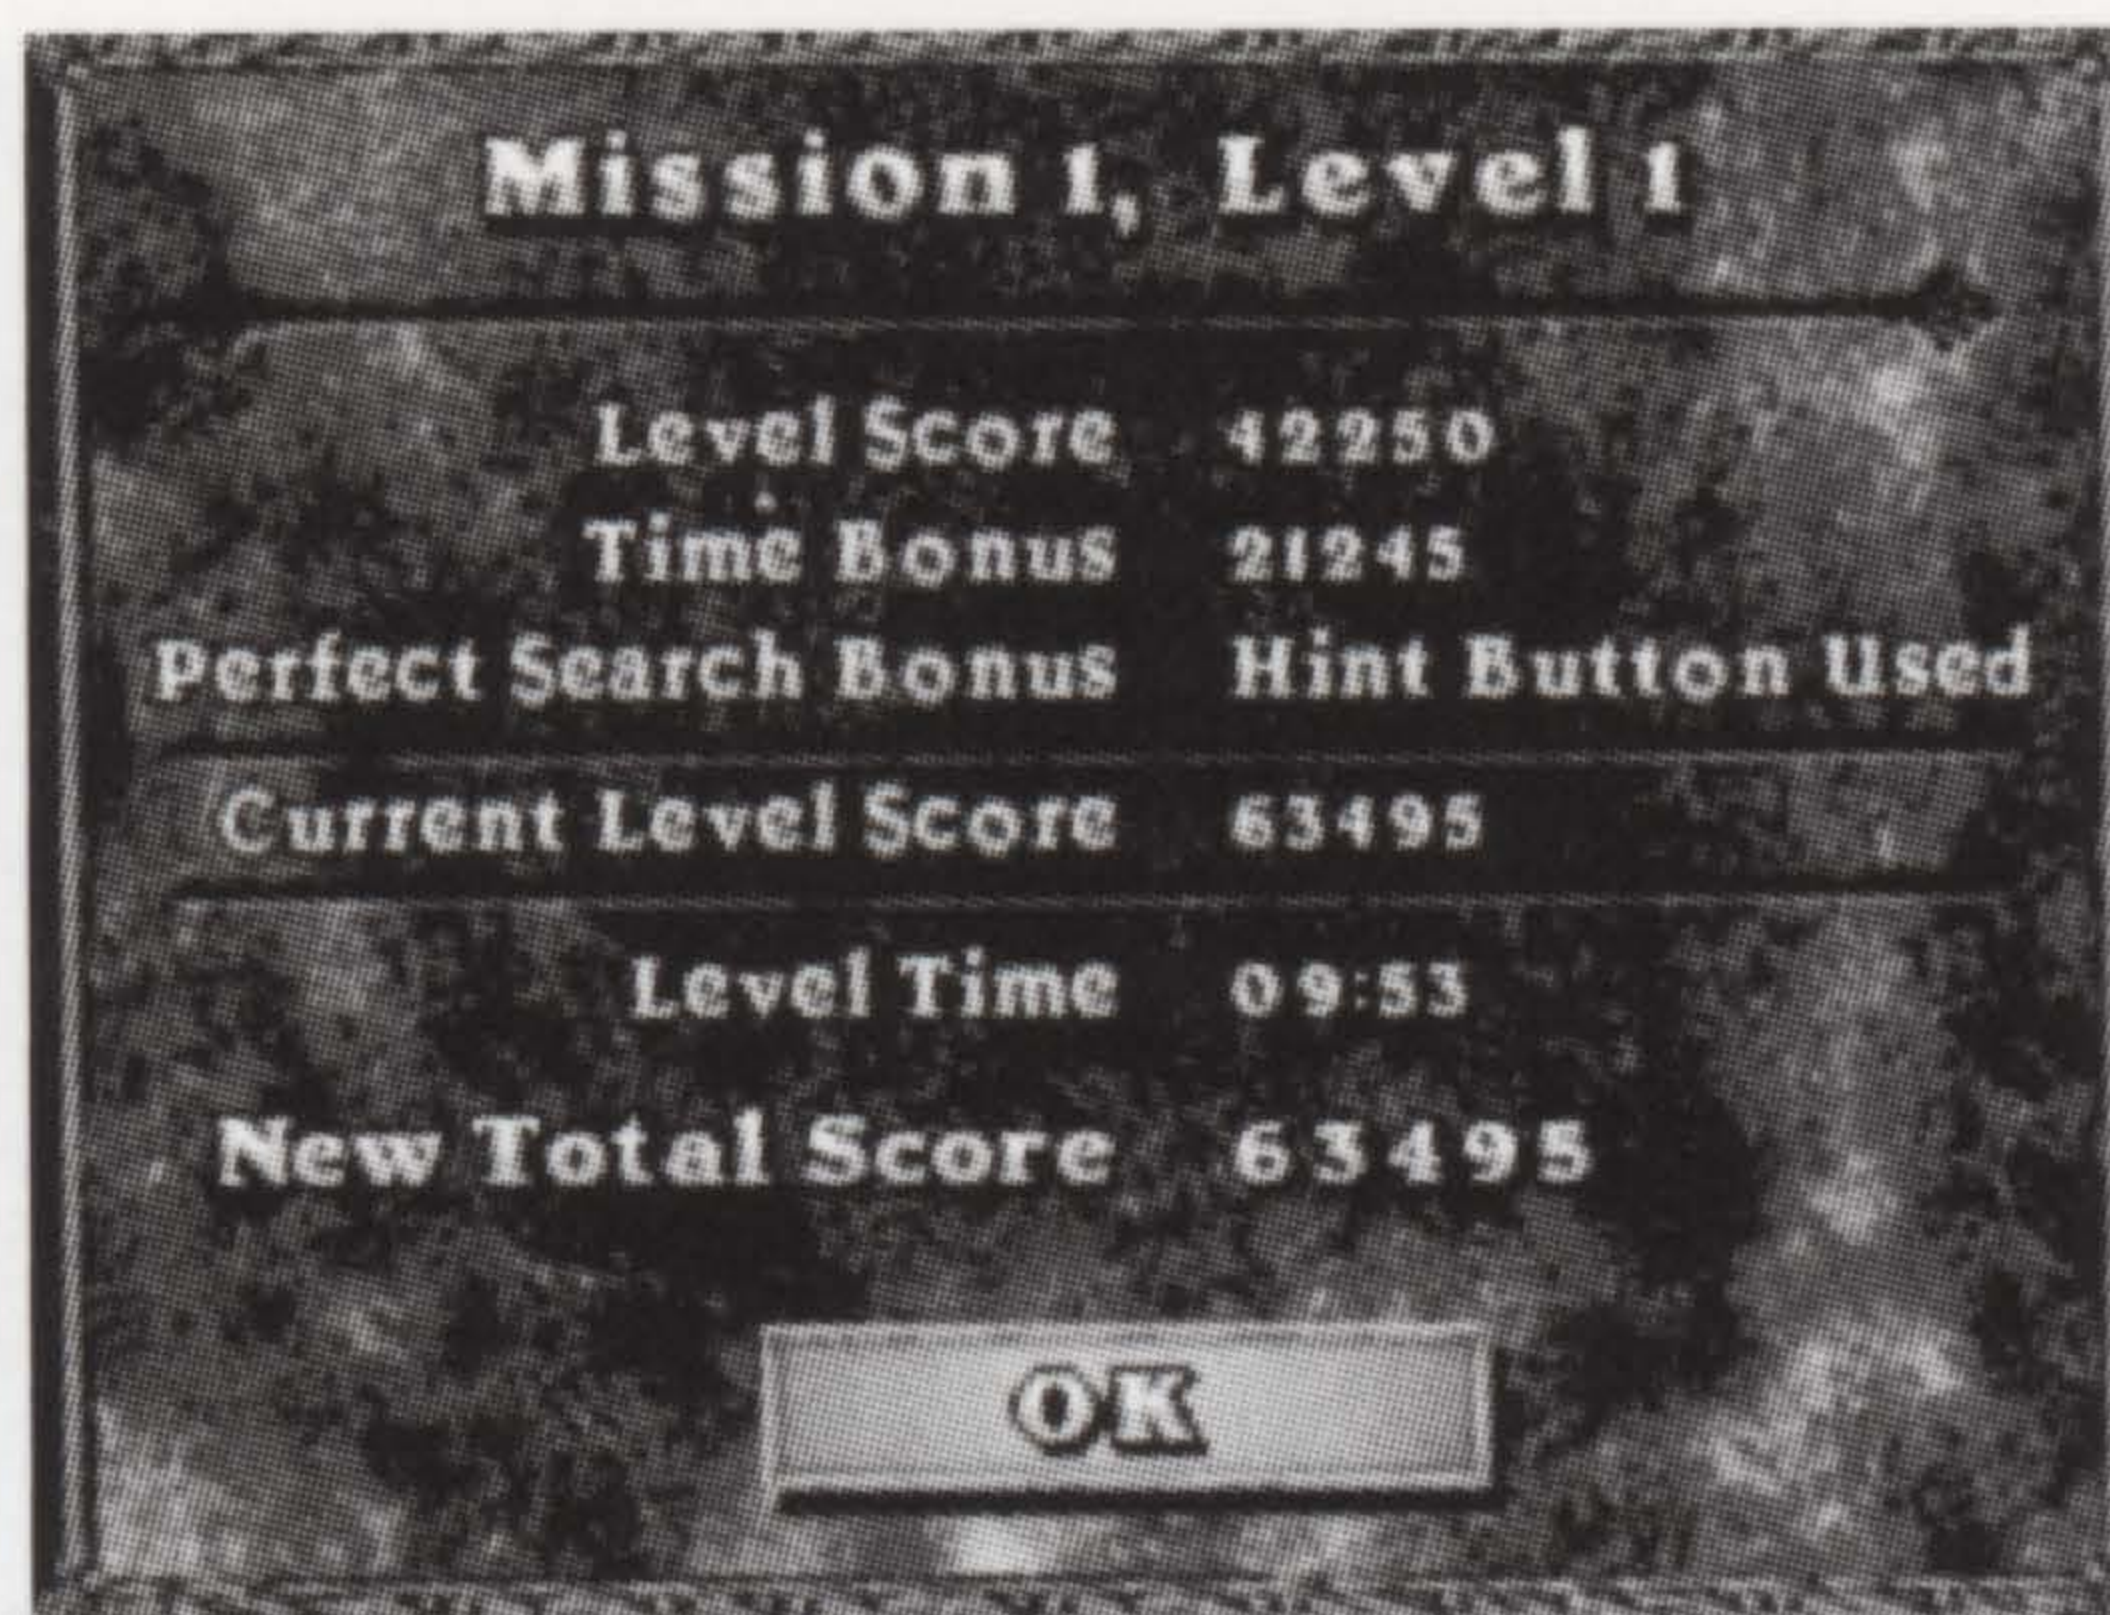 Mission 1, Level 1
Level Score 42250
Time Bonus 21245
Perfect Search Bonus Hint Button Used
Current Level Score 63495
Level Time 09:53
New Total Score 63495
OK